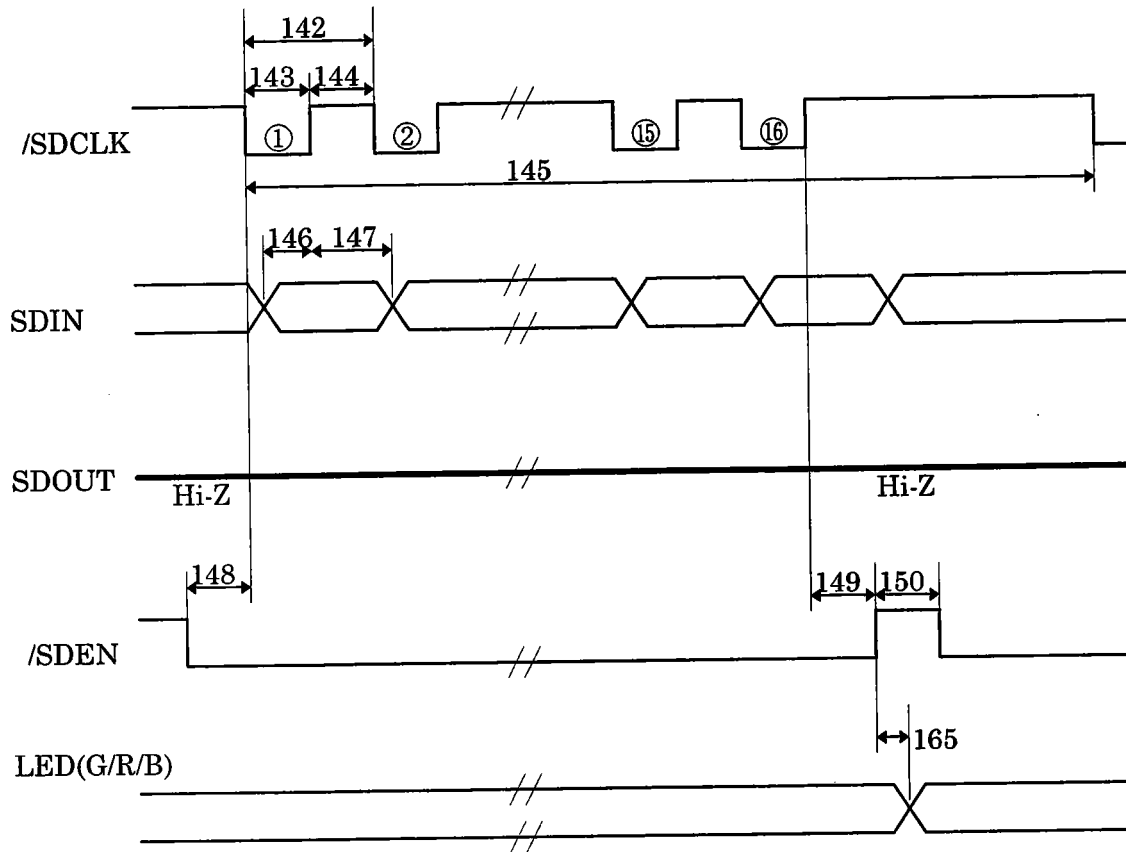 142
143 144
/SDCLK ① ② ⑮ ⑯
145
146 147
SDIN
SDOUT
Hi-Z Hi-Z
148 149 150
/SDEN
165
LED(G/R/B)